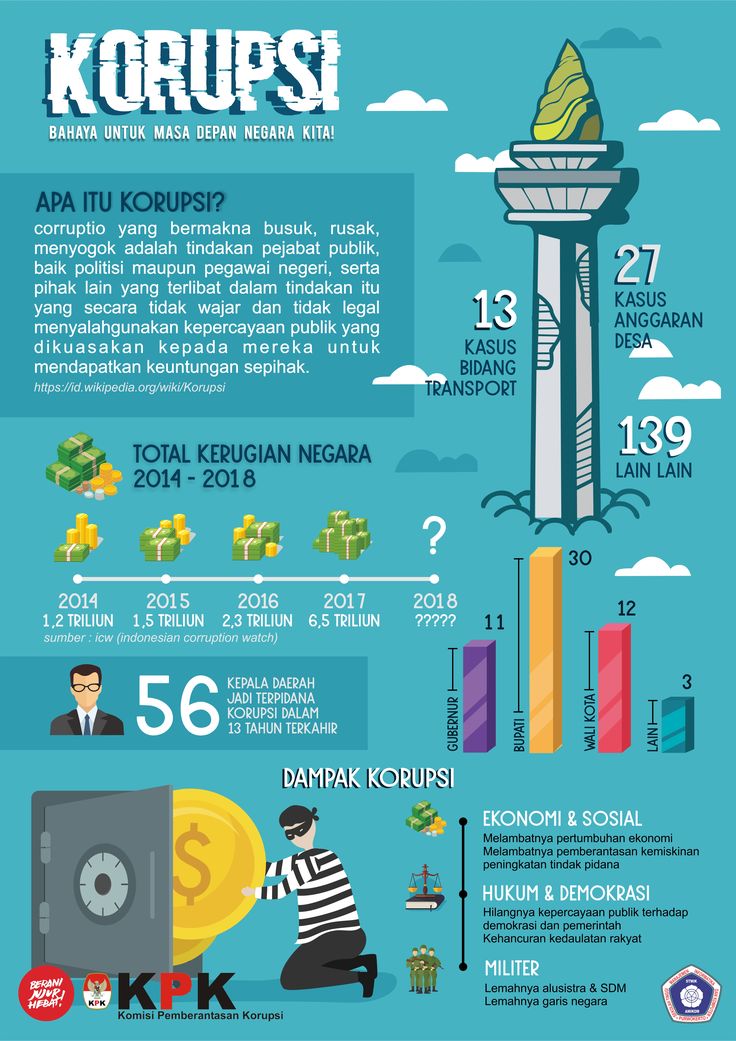 KORUPSI
BAHAYA UNTUK MASA DEPAN NEGARA KITA!
APA ITU KORUPSI?
corruptio yang bermakna busuk, rusak,
menyogok adalah tindakan pejabat publik,
baik politisi maupun pegawai negeri, serta
pihak lain yang terlibat dalam tindakan itu
yang secara tidak wajar dan tidak legal
menyalahgunakan kepercayaan publik yang
dikuasakan kepada mereka untuk
mendapatkan keuntungan sepihak.
https://id.wikipedia.org/wiki/Korupsi
27
KASUS
ANGGARAN
DESA
13
KASUS
BIDANG
TRANSPORT
139
LAIN LAIN
TOTAL KERUGIAN NEGARA
2014 - 2018
?
2014 2015 2016 2017 2018
1,2 TRILIUN 1,5 TRILIUN 2,3 TRILIUN 6,5 TRILIUN ?????
sumber : icw (indonesian corruption watch)
56
KEPALA DAERAH
JADI TERPIDANA
KORUPSI DALAM
13 TAHUN TERKAHIR
11
GUBERNUR
30
BUPATI
12
WALI KOTA
3
LAIN
DAMPAK KORUPSI
$
EKONOMI & SOSIAL
Melambatnya pertumbuhan ekonomi
Melambatnya pemberantasan kemiskinan
peningkatan tindak pidana
HUKUM & DEMOKRASI
Hilangnya kepercayaan publik terhadap
demokrasi dan pemerintah
Kehancuran kedaulatan rakyat
MILITER
Lemahnya alusistra & SDM
Lemahnya garis negara
BERANI
JUJUR!
HEBAT!
KPK
KPK
Komisi Pemberantasan Korupsi
STMIK
AMIKOM
PURWOKERTO